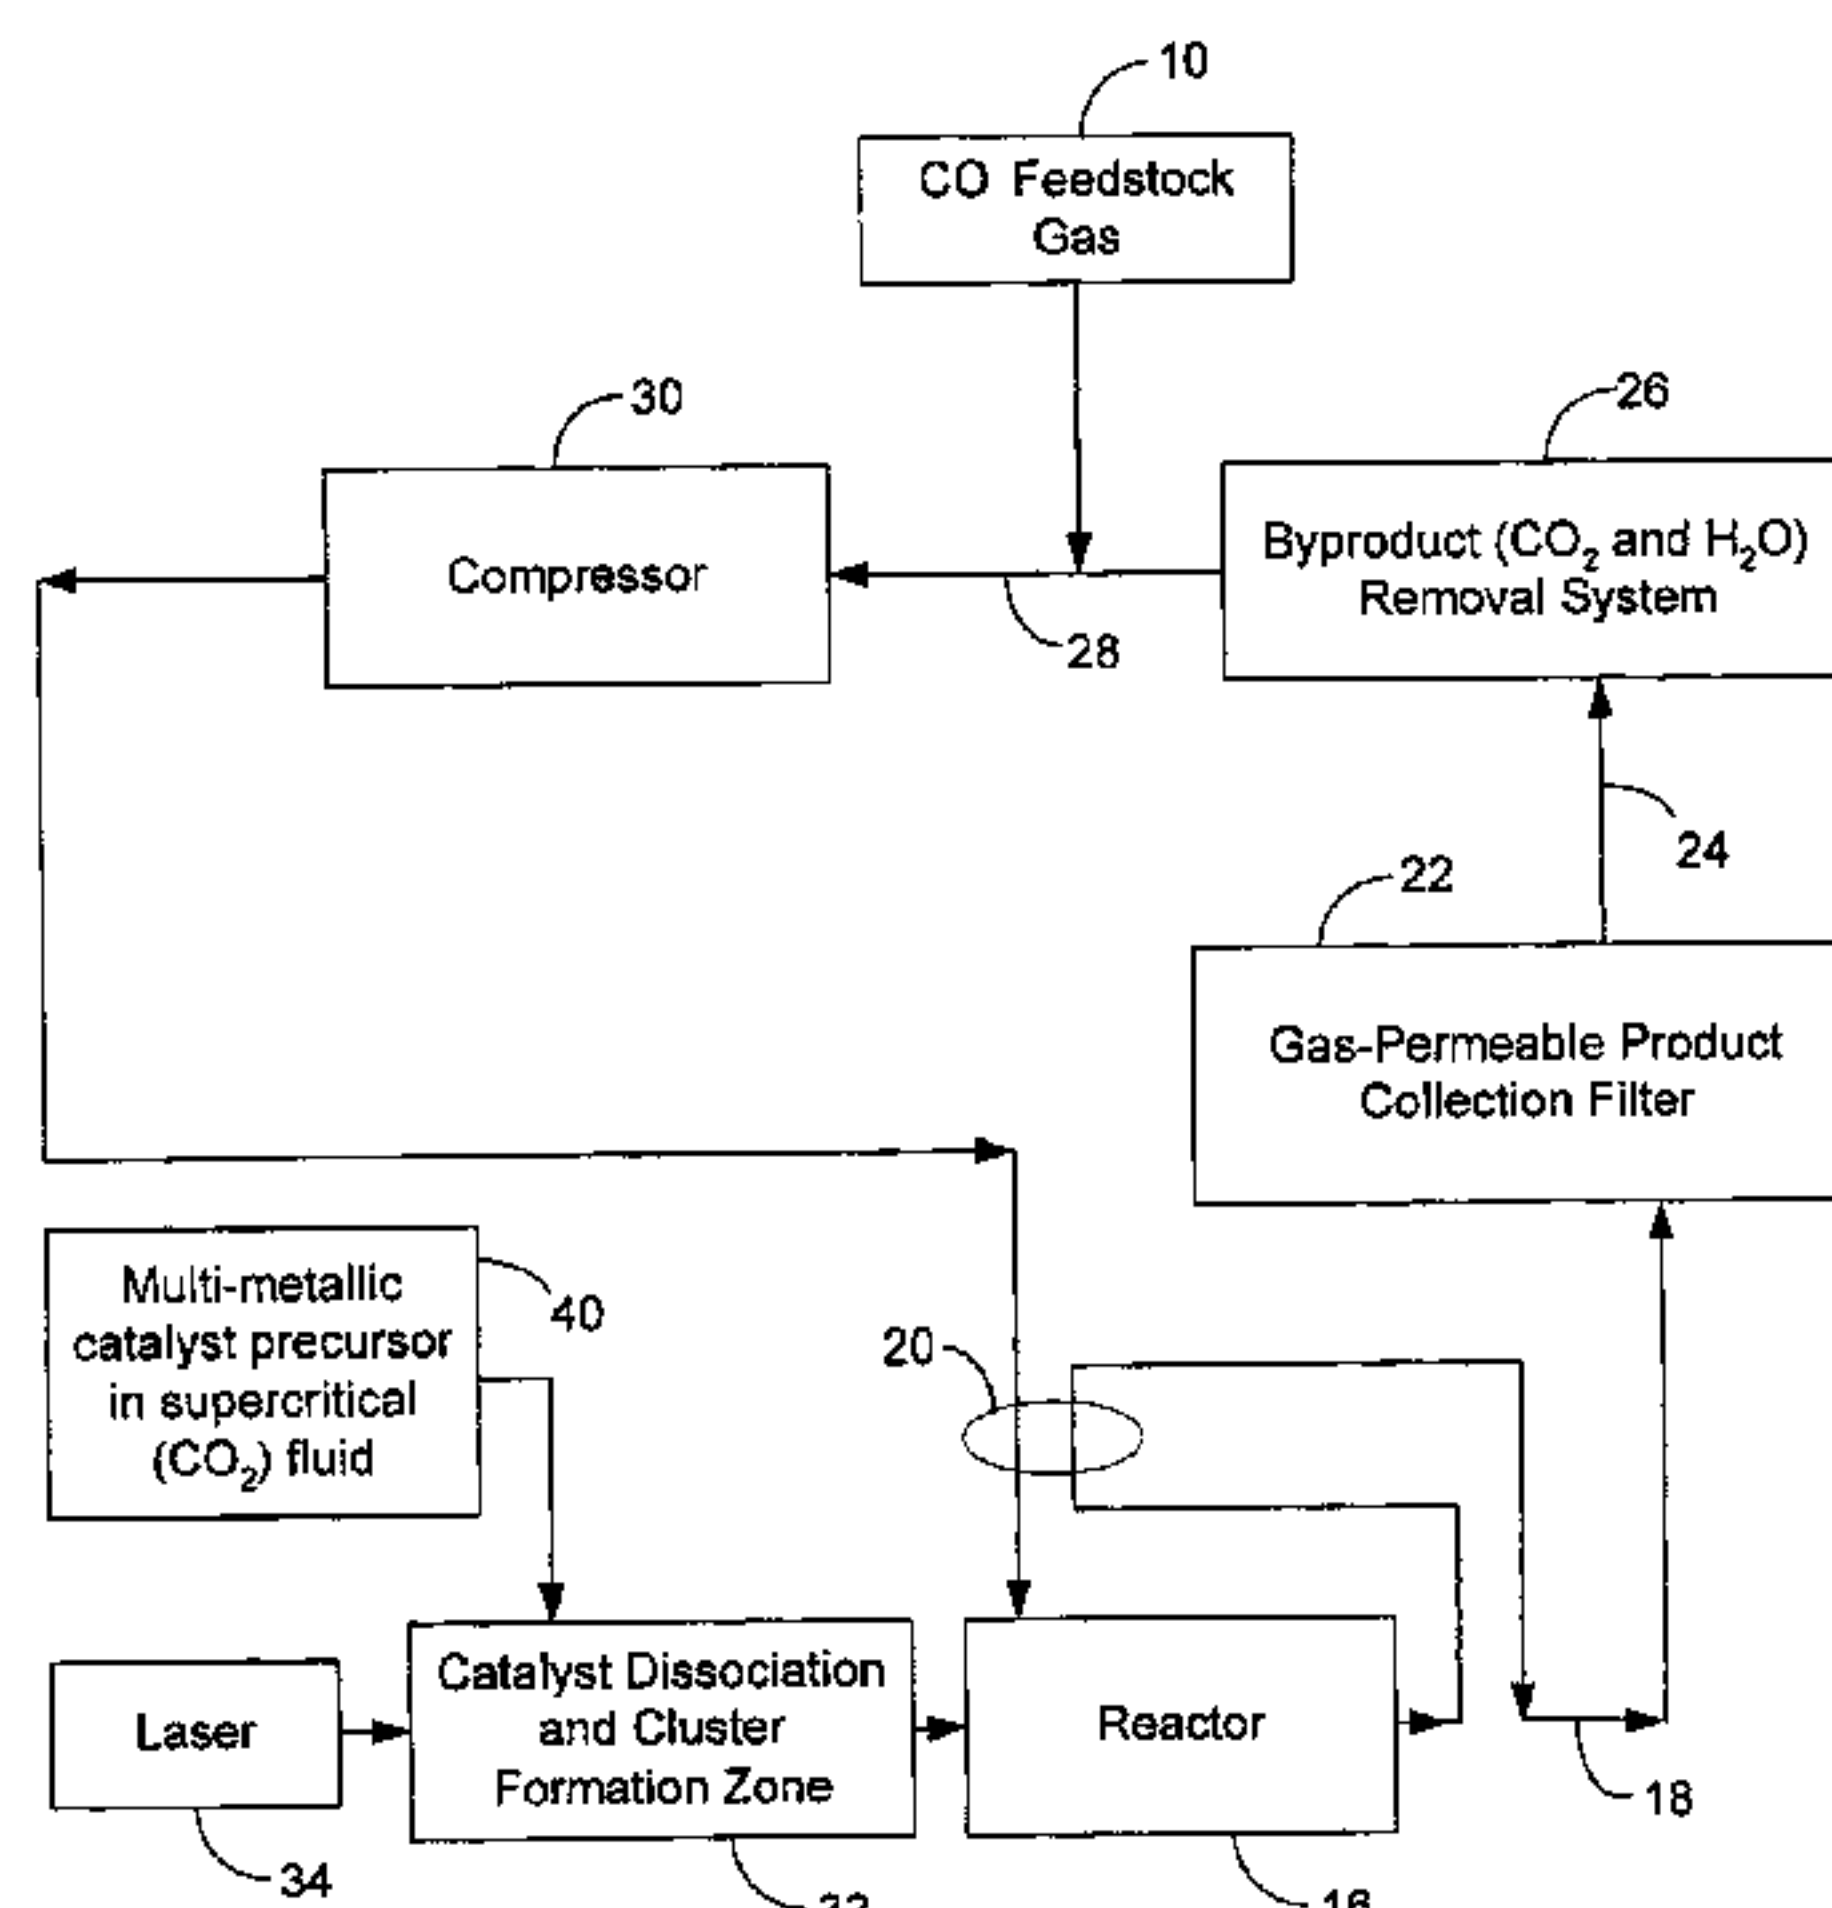 10
CO Feedstock
Gas
30
26
Compressor
Byproduct (CO₂ and H₂O)
Removal System
28
24
22
Gas-Permeable Product
Collection Filter
Multi-metallic
catalyst precursor
in supercritical
(CO₂) fluid
40
20
Laser
Catalyst Dissociation
and Cluster
Formation Zone
Reactor
18
34